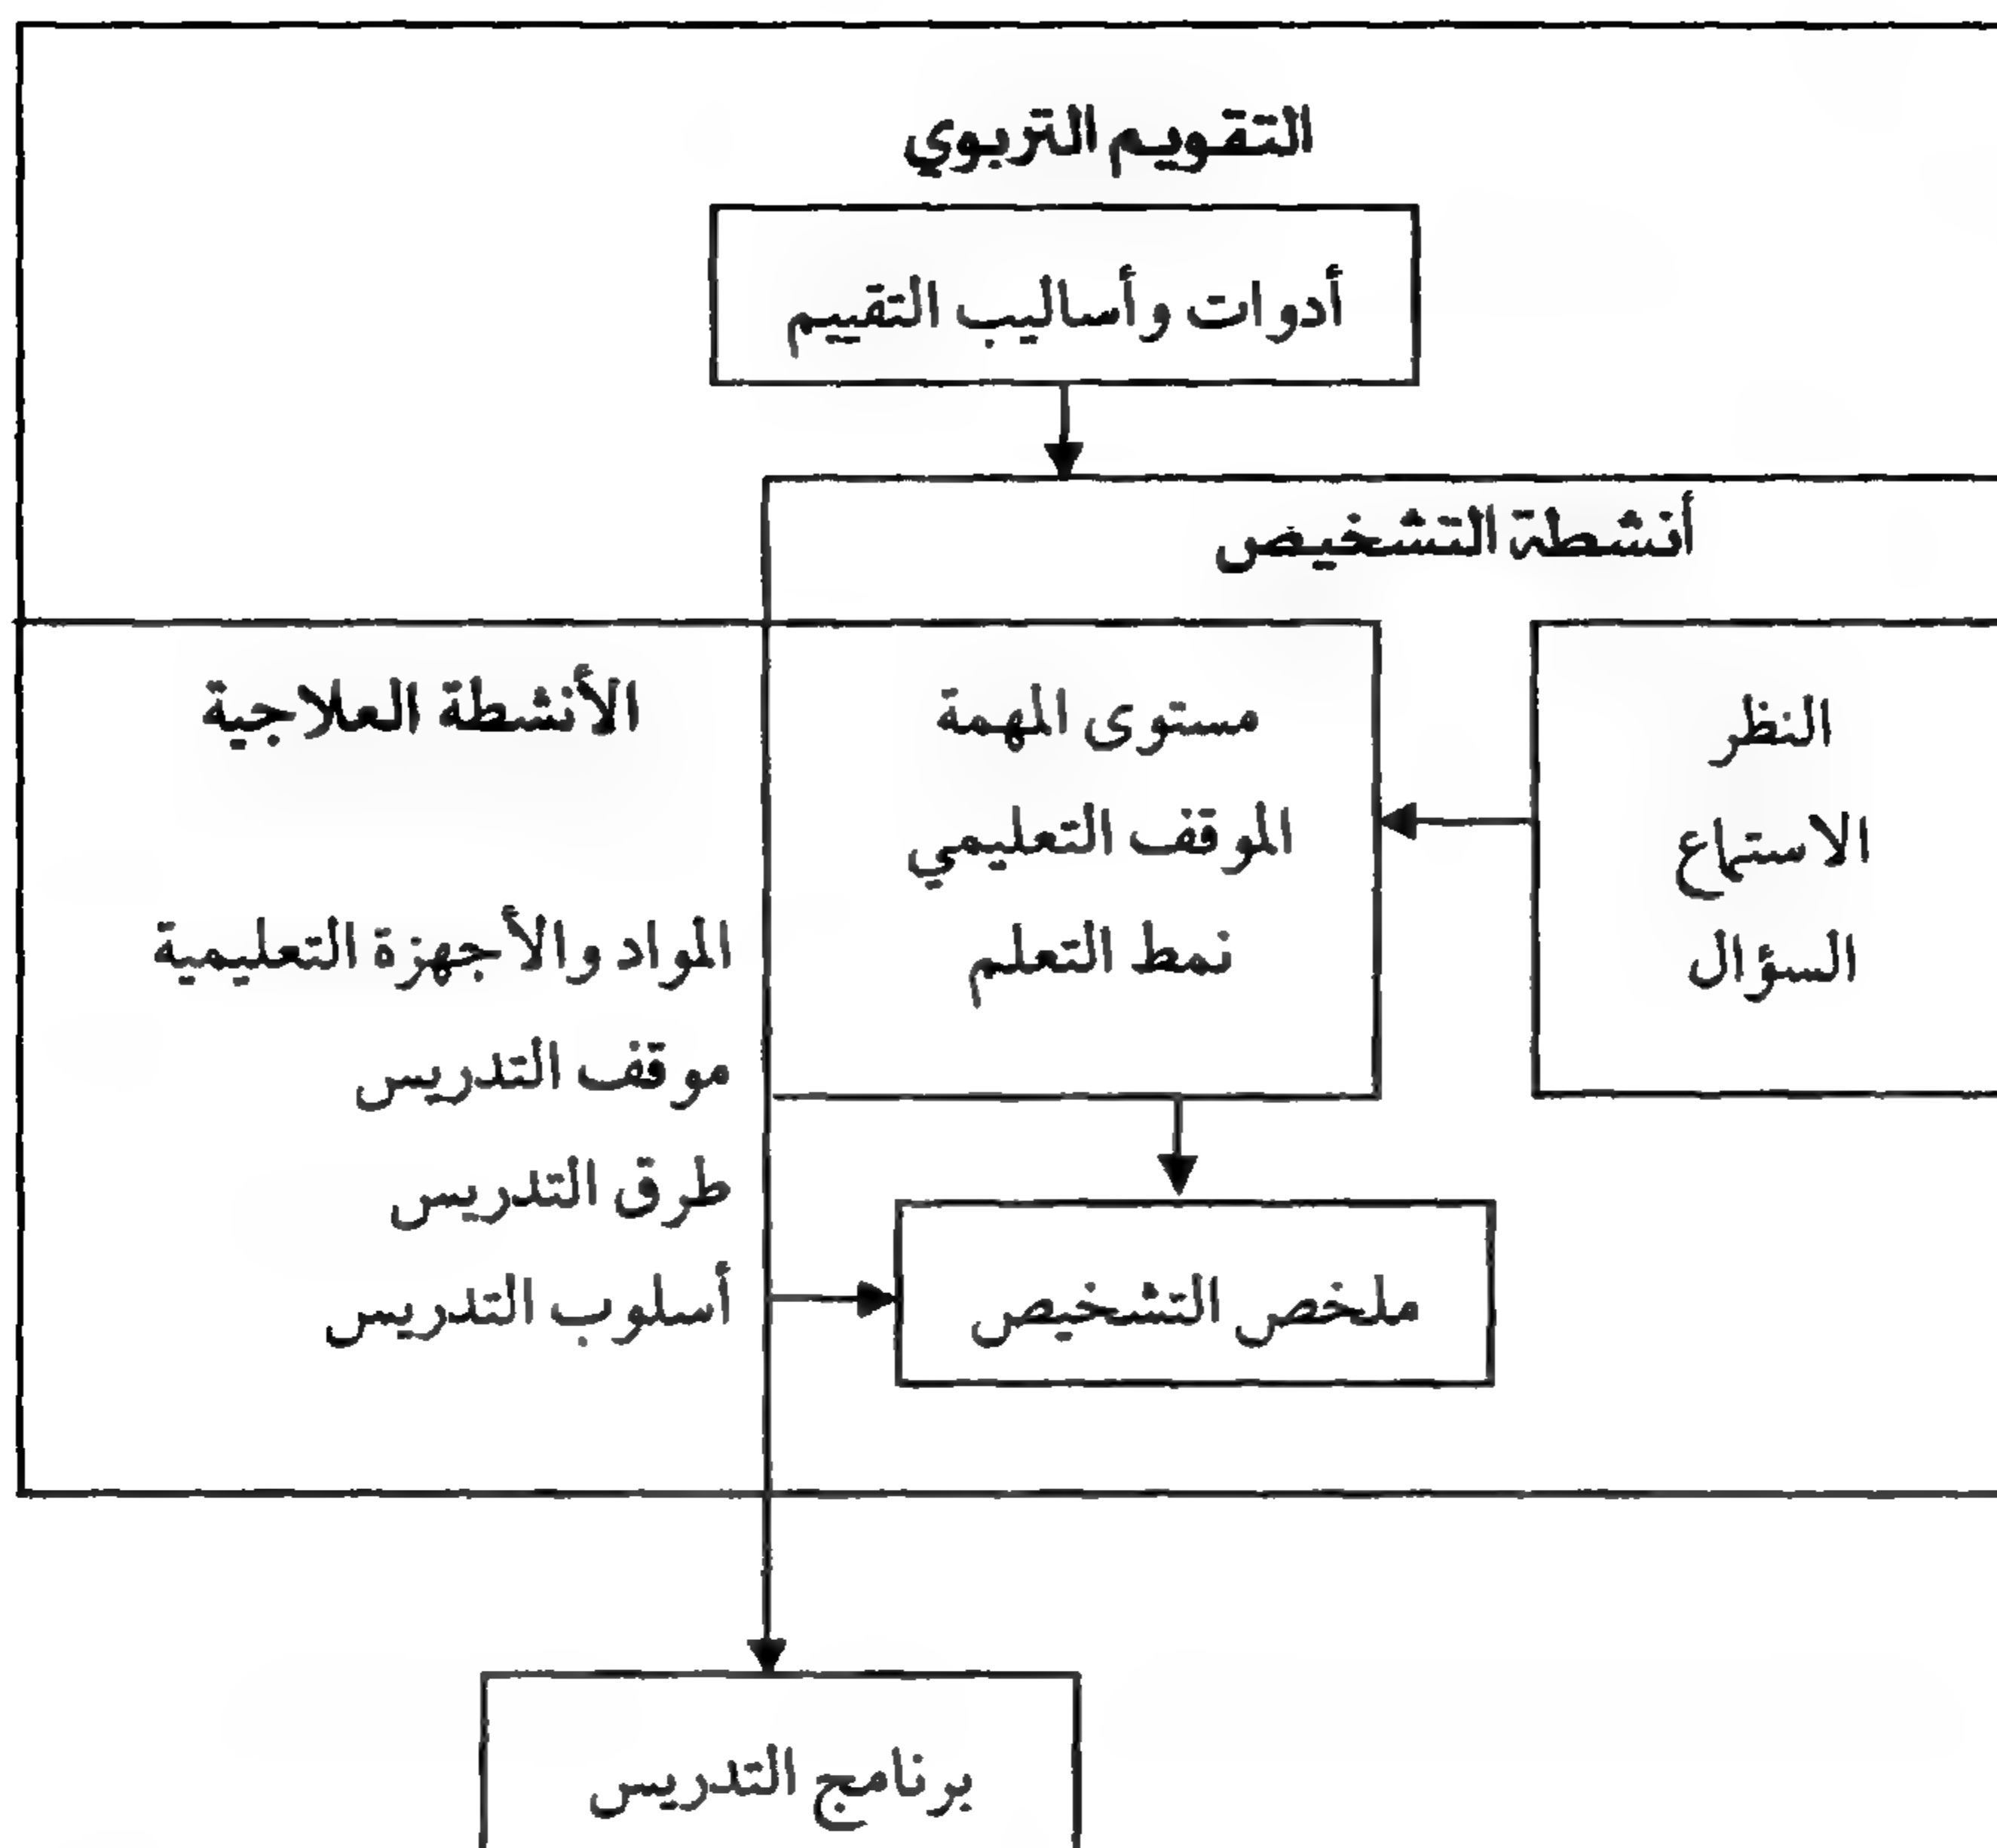 التقويم التربوي
أدوات وأساليب التقييم
أنشطة التشخيص
النظر
الاستماع
السؤال
مستوى المهمة
الموقف التعليمي
نمط التعلم
ملخص التشخيص
الأنشطة العلاجية
المواد والأجهزة التعليمية
موقف التدريس
طرق التدريس
أسلوب التدريس
برنامج التدريس